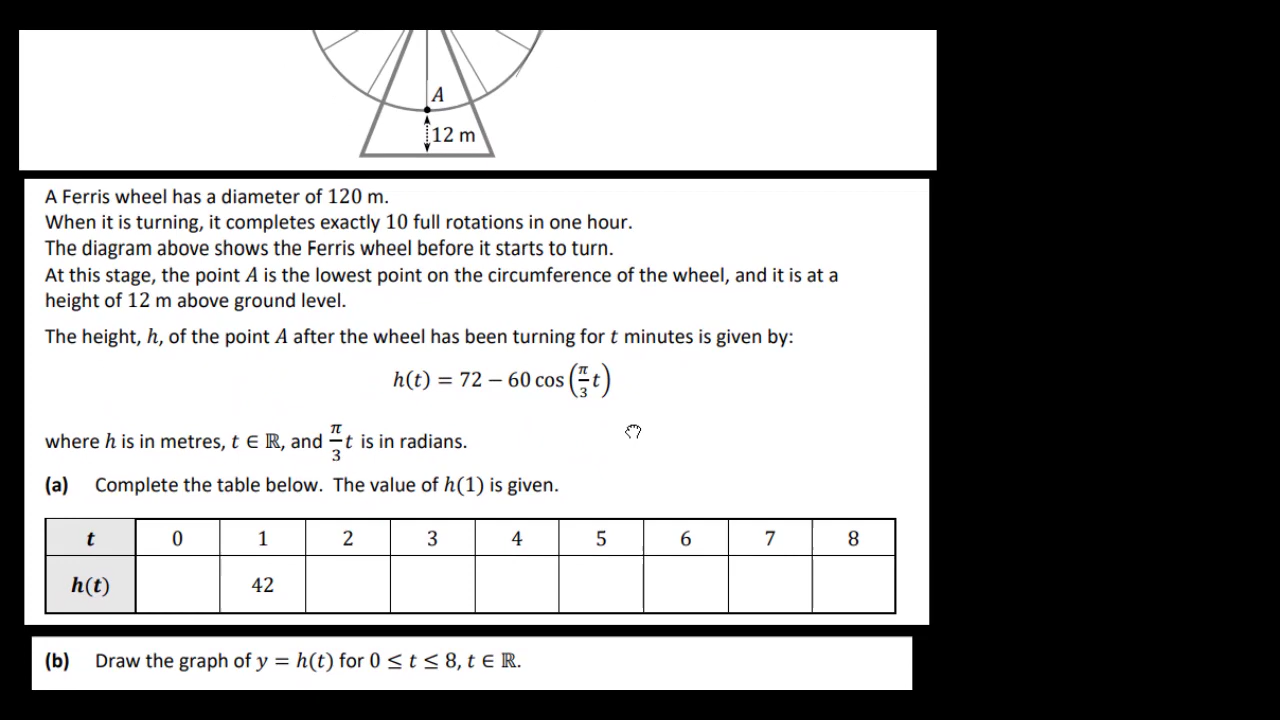 A
12 m
A Ferris wheel has a diameter of 120 m.
When it is turning, it completes exactly 10 full rotations in one hour.
The diagram above shows the Ferris wheel before it starts to turn.
At this stage, the point A is the lowest point on the circumference of the wheel, and it is at a
height of 12 m above ground level.
The height, h, of the point A after the wheel has been turning for t minutes is given by:
h(t) = 72 − 60 cos (π/3 t)
where h is in metres, t ∈ ℝ, and π/3 t is in radians.
(a) Complete the table below. The value of h(1) is given.
t 0 1 2 3 4 5 6 7 8
h(t) 42
(b) Draw the graph of y = h(t) for 0 ≤ t ≤ 8, t ∈ ℝ.